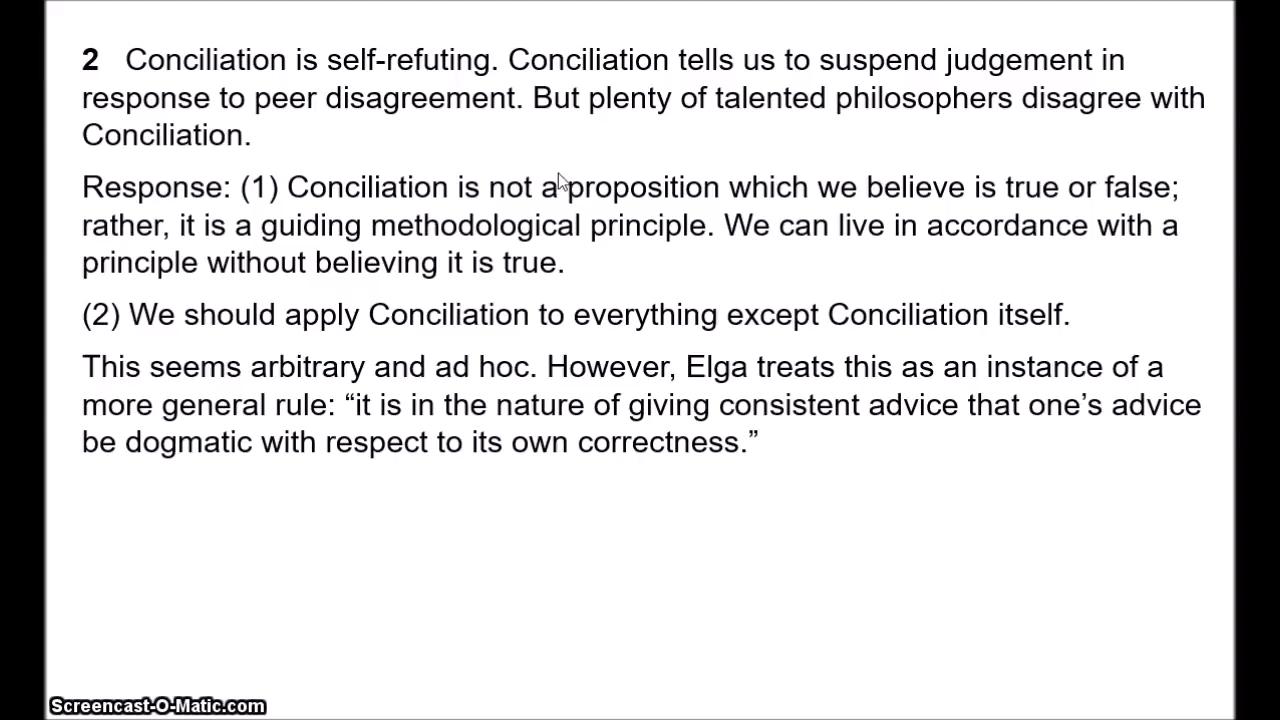 2 Conciliation is self-refuting. Conciliation tells us to suspend judgement in
response to peer disagreement. But plenty of talented philosophers disagree with
Conciliation.
Response: (1) Conciliation is not a proposition which we believe is true or false;
rather, it is a guiding methodological principle. We can live in accordance with a
principle without believing it is true.
(2) We should apply Conciliation to everything except Conciliation itself.
This seems arbitrary and ad hoc. However, Elga treats this as an instance of a
more general rule: “it is in the nature of giving consistent advice that one’s advice
be dogmatic with respect to its own correctness.”
Screencast-O-Matic.com